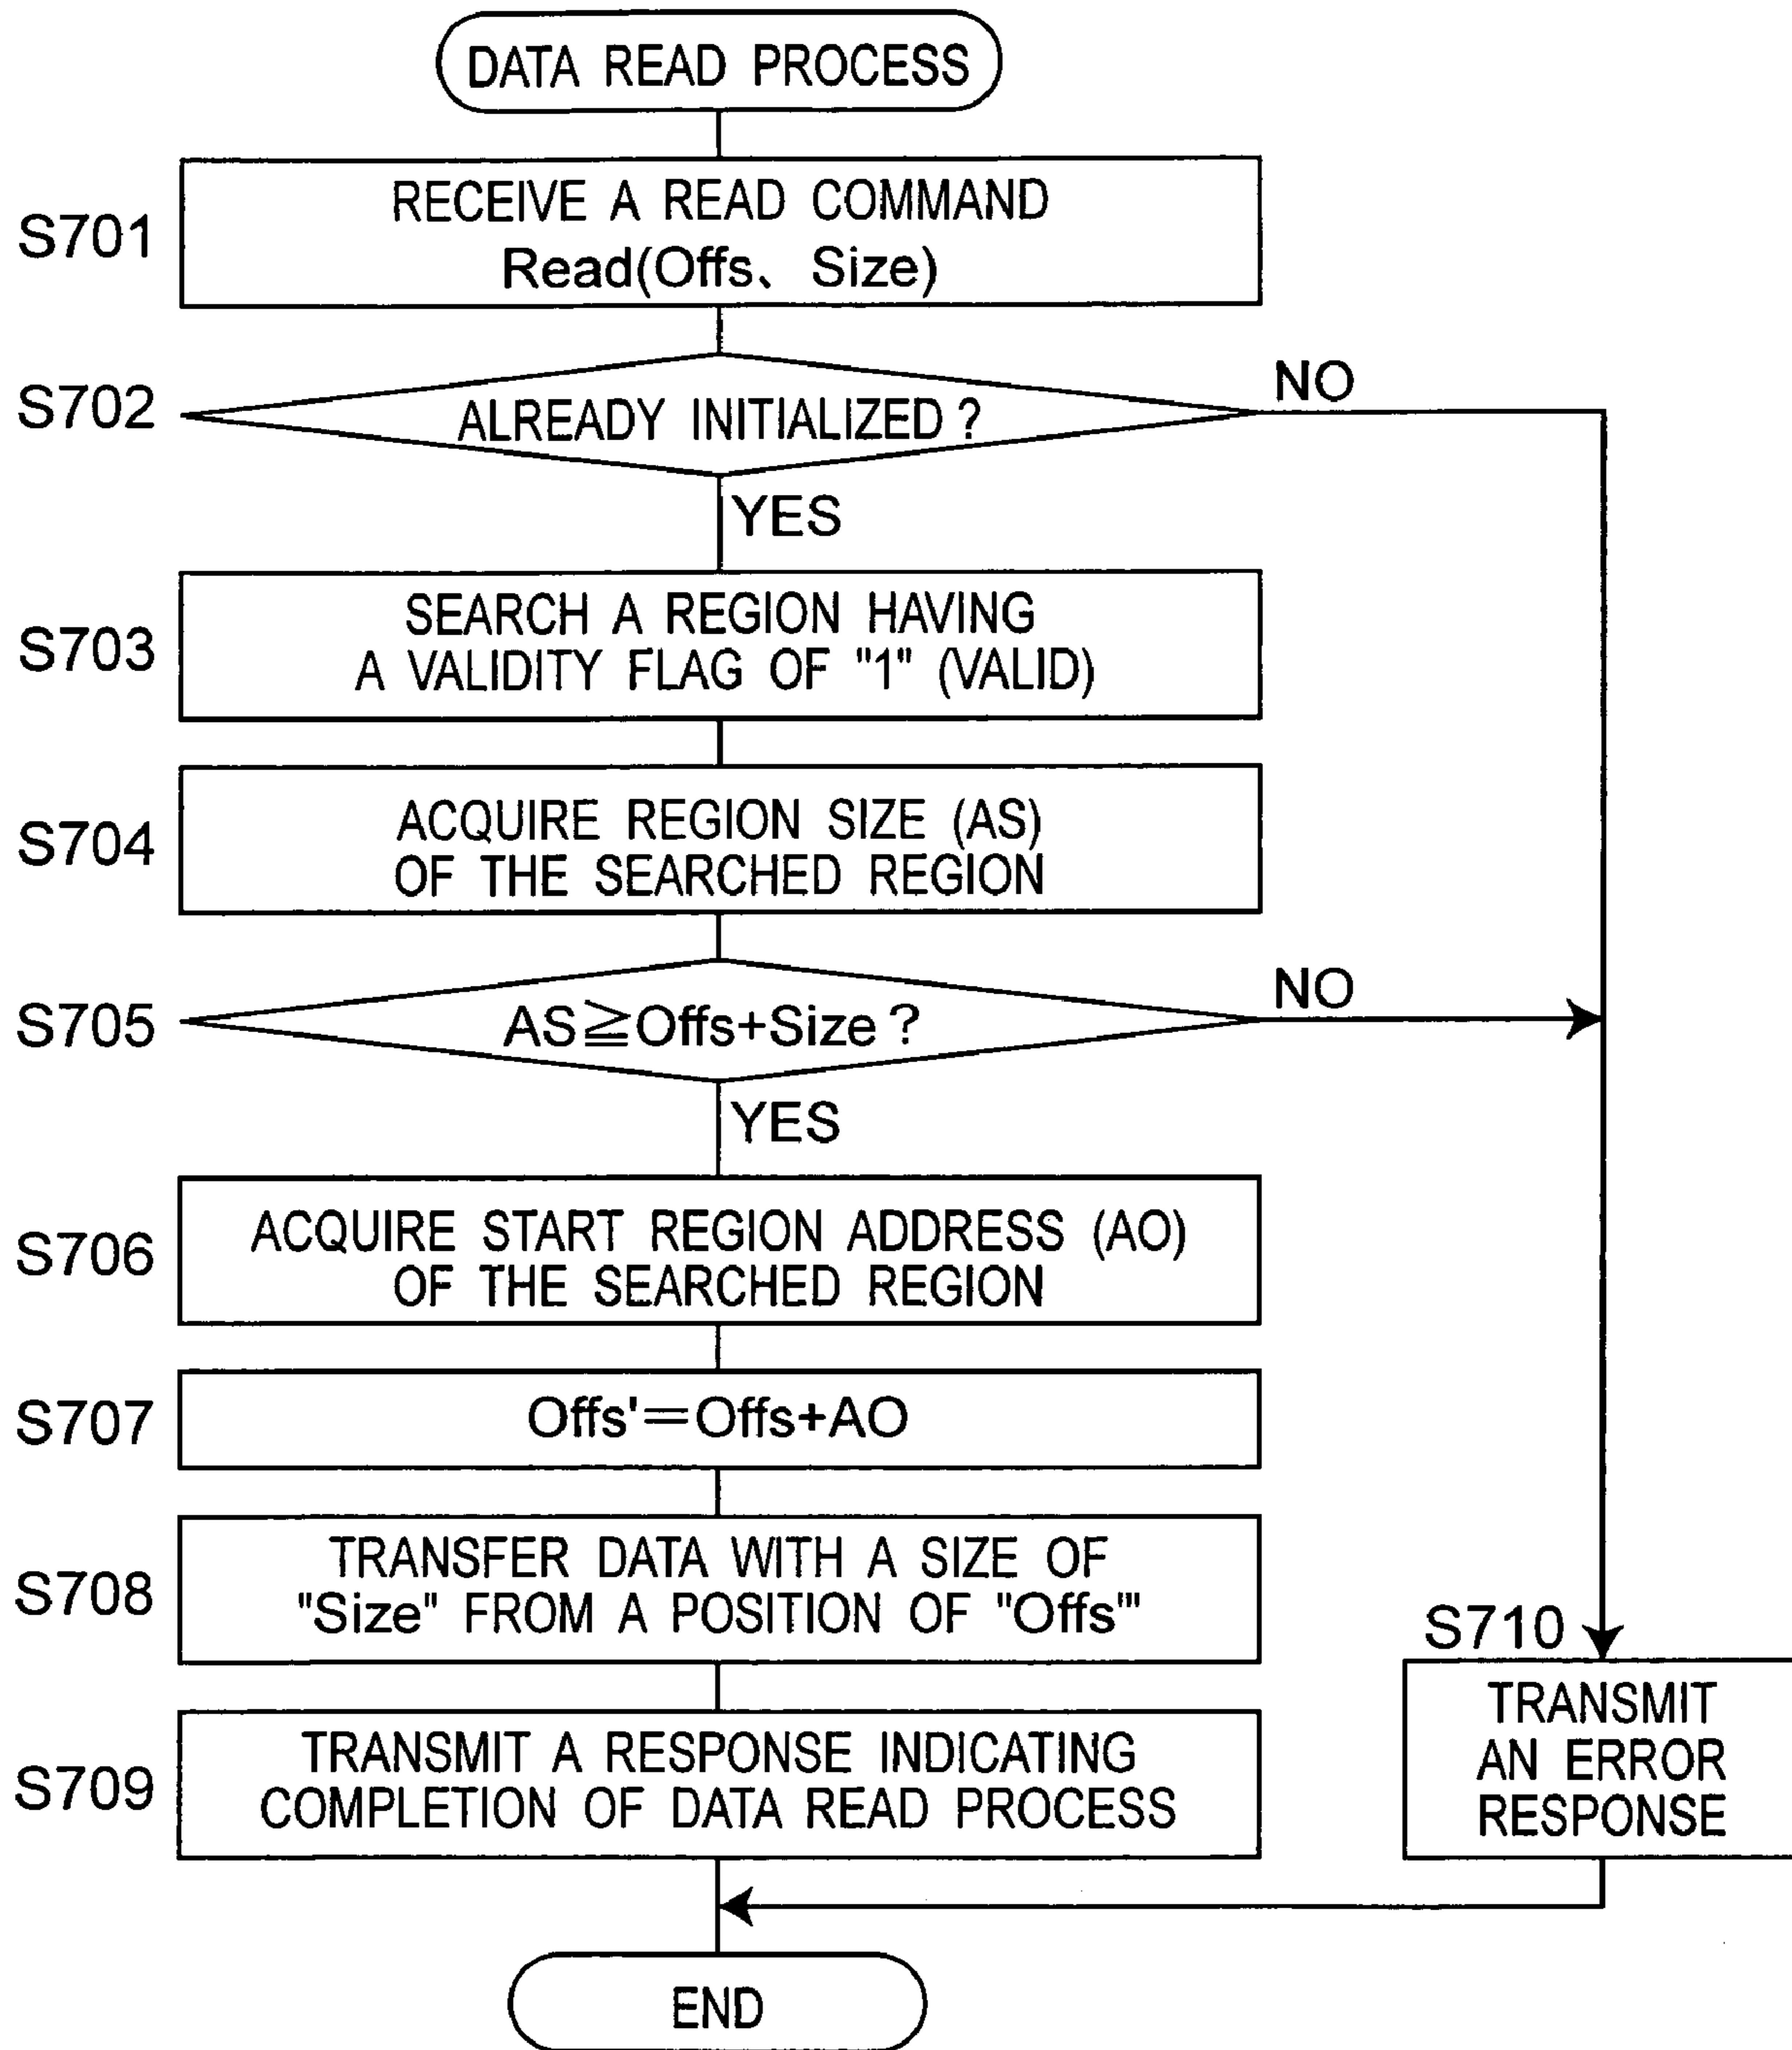 DATA READ PROCESS
S701
RECEIVE A READ COMMAND
Read(Offs、 Size)
S702
ALREADY INITIALIZED?
NO
YES
S703
SEARCH A REGION HAVING
A VALIDITY FLAG OF "1" (VALID)
S704
ACQUIRE REGION SIZE (AS)
OF THE SEARCHED REGION
S705
AS≧Offs+Size?
NO
YES
S706
ACQUIRE START REGION ADDRESS (AO)
OF THE SEARCHED REGION
S707
Offs'=Offs+AO
S708
TRANSFER DATA WITH A SIZE OF
"Size" FROM A POSITION OF "Offs'"
S709
TRANSMIT A RESPONSE INDICATING
COMPLETION OF DATA READ PROCESS
S710
TRANSMIT
AN ERROR
RESPONSE
END